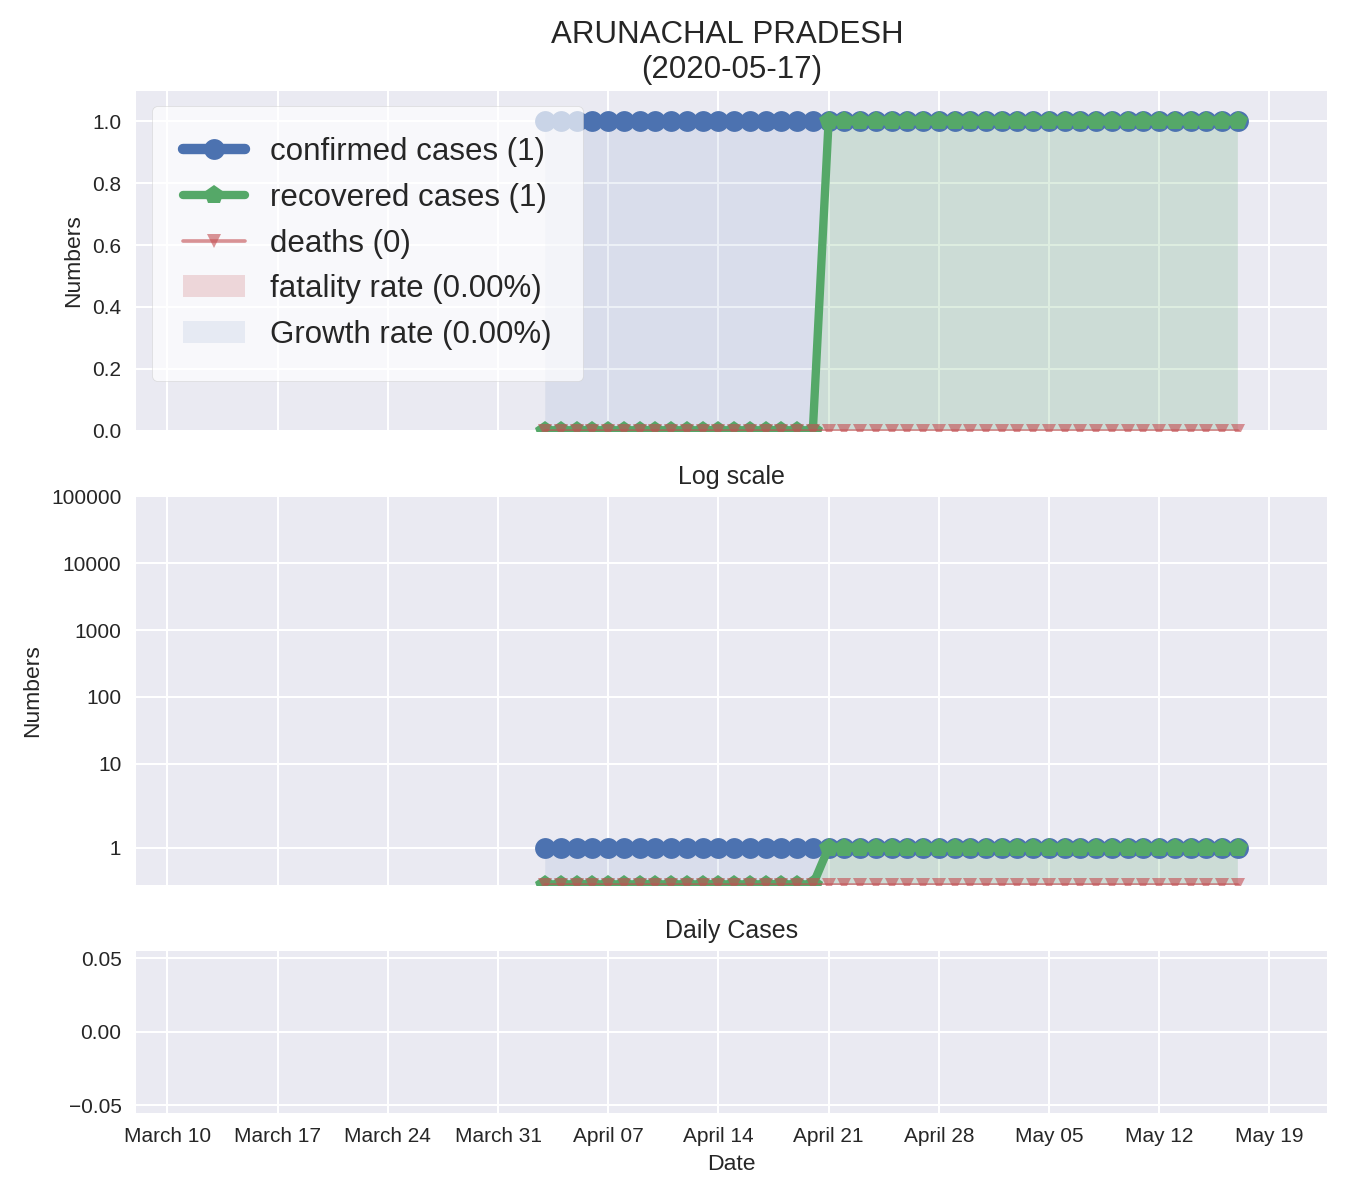 ARUNACHAL PRADESH
(2020-05-17)
Numbers
1.0
0.8
0.6
0.4
0.2
0.0
confirmed cases (1)
recovered cases (1)
deaths (0)
fatality rate (0.00%)
Growth rate (0.00%)
Log scale
Numbers
100000
10000
1000
100
10
1
Daily Cases
0.05
0.00
−0.05
March 10 March 17 March 24 March 31 April 07 April 14 April 21 April 28 May 05 May 12 May 19
Date